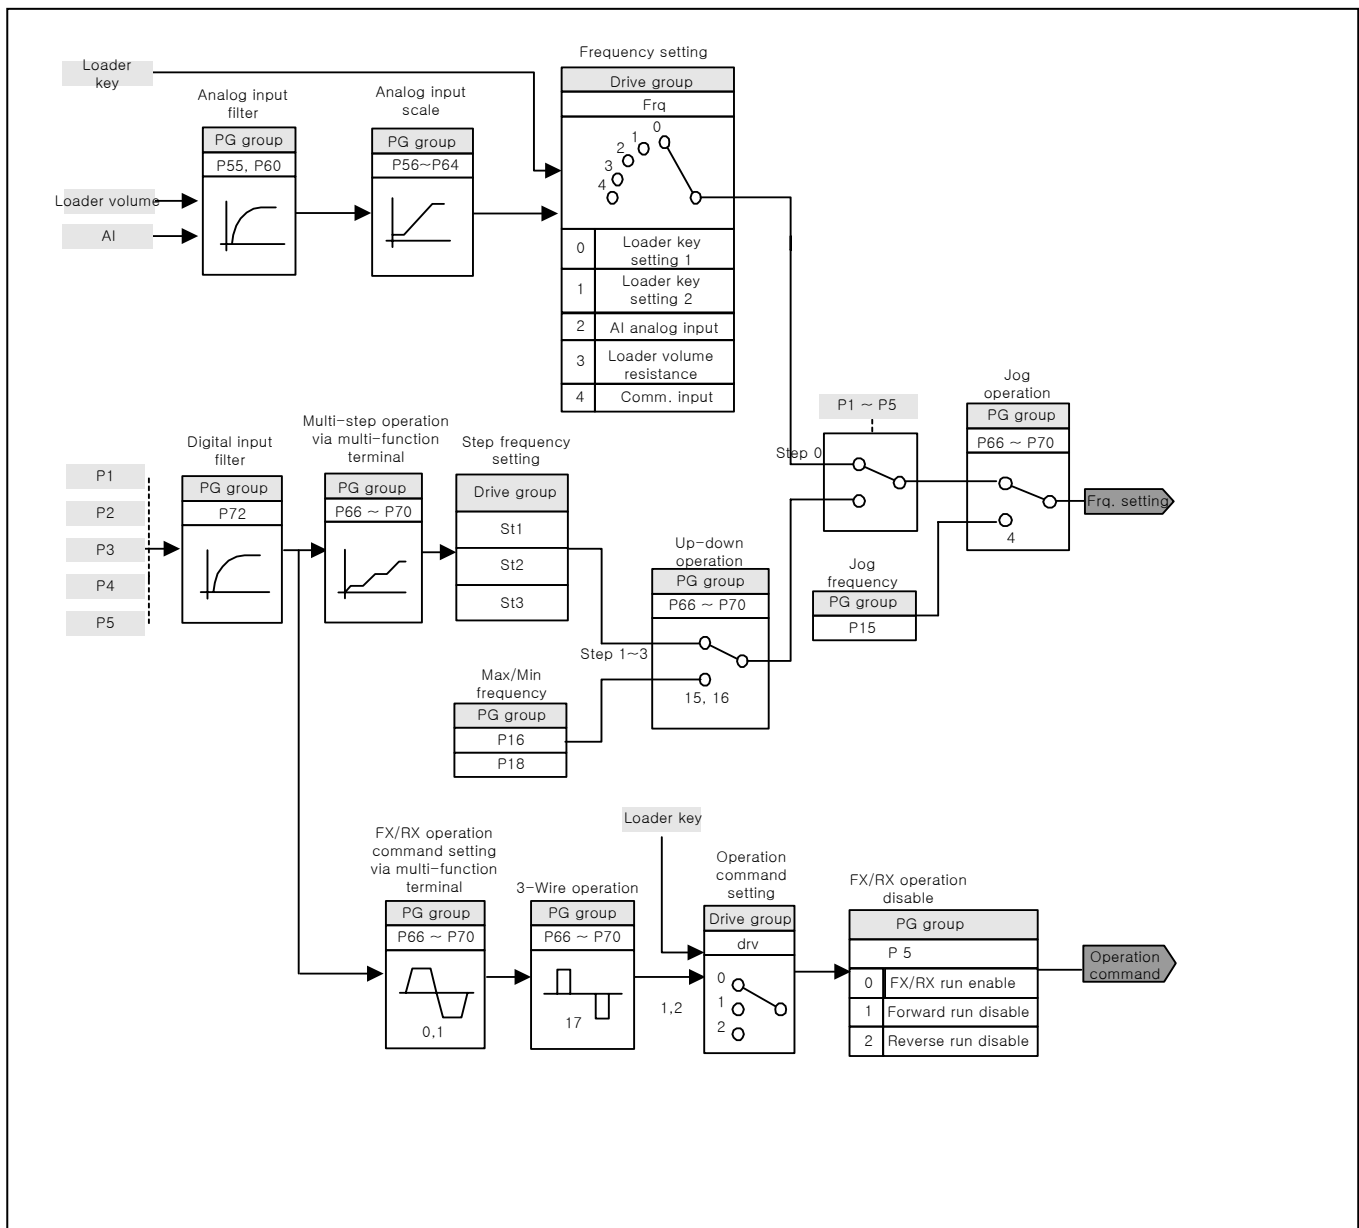 Frequency setting
Loader
key
Drive group
Frq
0
1
2
3
4
0
Loader key
setting 1
1
Loader key
setting 2
2
AI analog input
3
Loader volume
resistance
4
Comm. input
Analog input
filter
PG group
P55, P60
Analog input
scale
PG group
P56~P64
Loader volume
AI
P1 ~ P5
Step 0
Jog
operation
PG group
P66 ~ P70
4
Frq. setting
Jog
frequency
PG group
P15
Digital input
filter
PG group
P72
P1
P2
P3
P4
P5
Multi-step operation
via multi-function
terminal
PG group
P66 ~ P70
Step frequency
setting
Drive group
St1
St2
St3
Up-down
operation
PG group
P66 ~ P70
Step 1~3
15, 16
Max/Min
frequency
PG group
P16
P18
Loader key
FX/RX operation
command setting
via multi-function
terminal
PG group
P66 ~ P70
0,1
3-Wire operation
PG group
P66 ~ P70
17
1,2
Operation
command
setting
Drive group
drv
0
1
2
FX/RX operation
disable
PG group
P 5
0
FX/RX run enable
1
Forward run disable
2
Reverse run disable
Operation
command